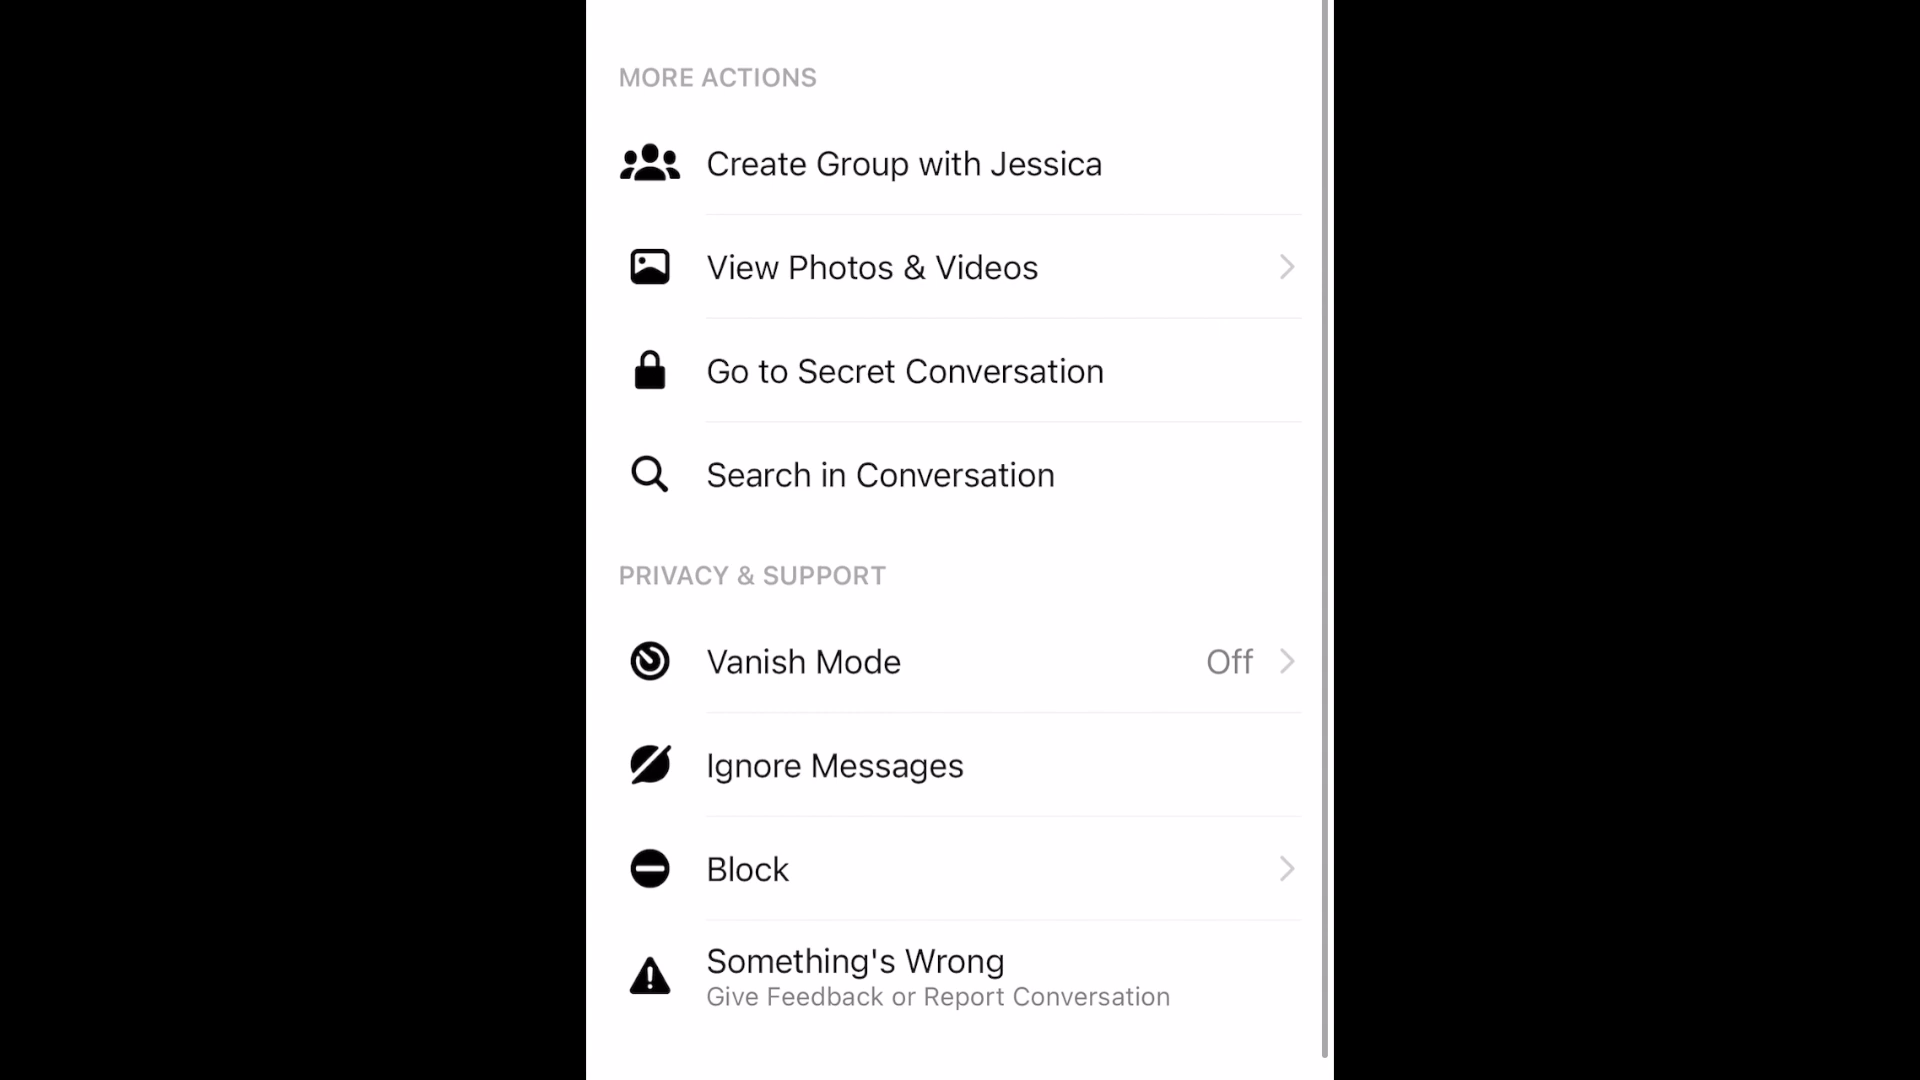 MORE ACTIONS
Create Group with Jessica
View Photos & Videos
Go to Secret Conversation
Search in Conversation
PRIVACY & SUPPORT
Vanish Mode Off
Ignore Messages
Block
Something's Wrong
Give Feedback or Report Conversation